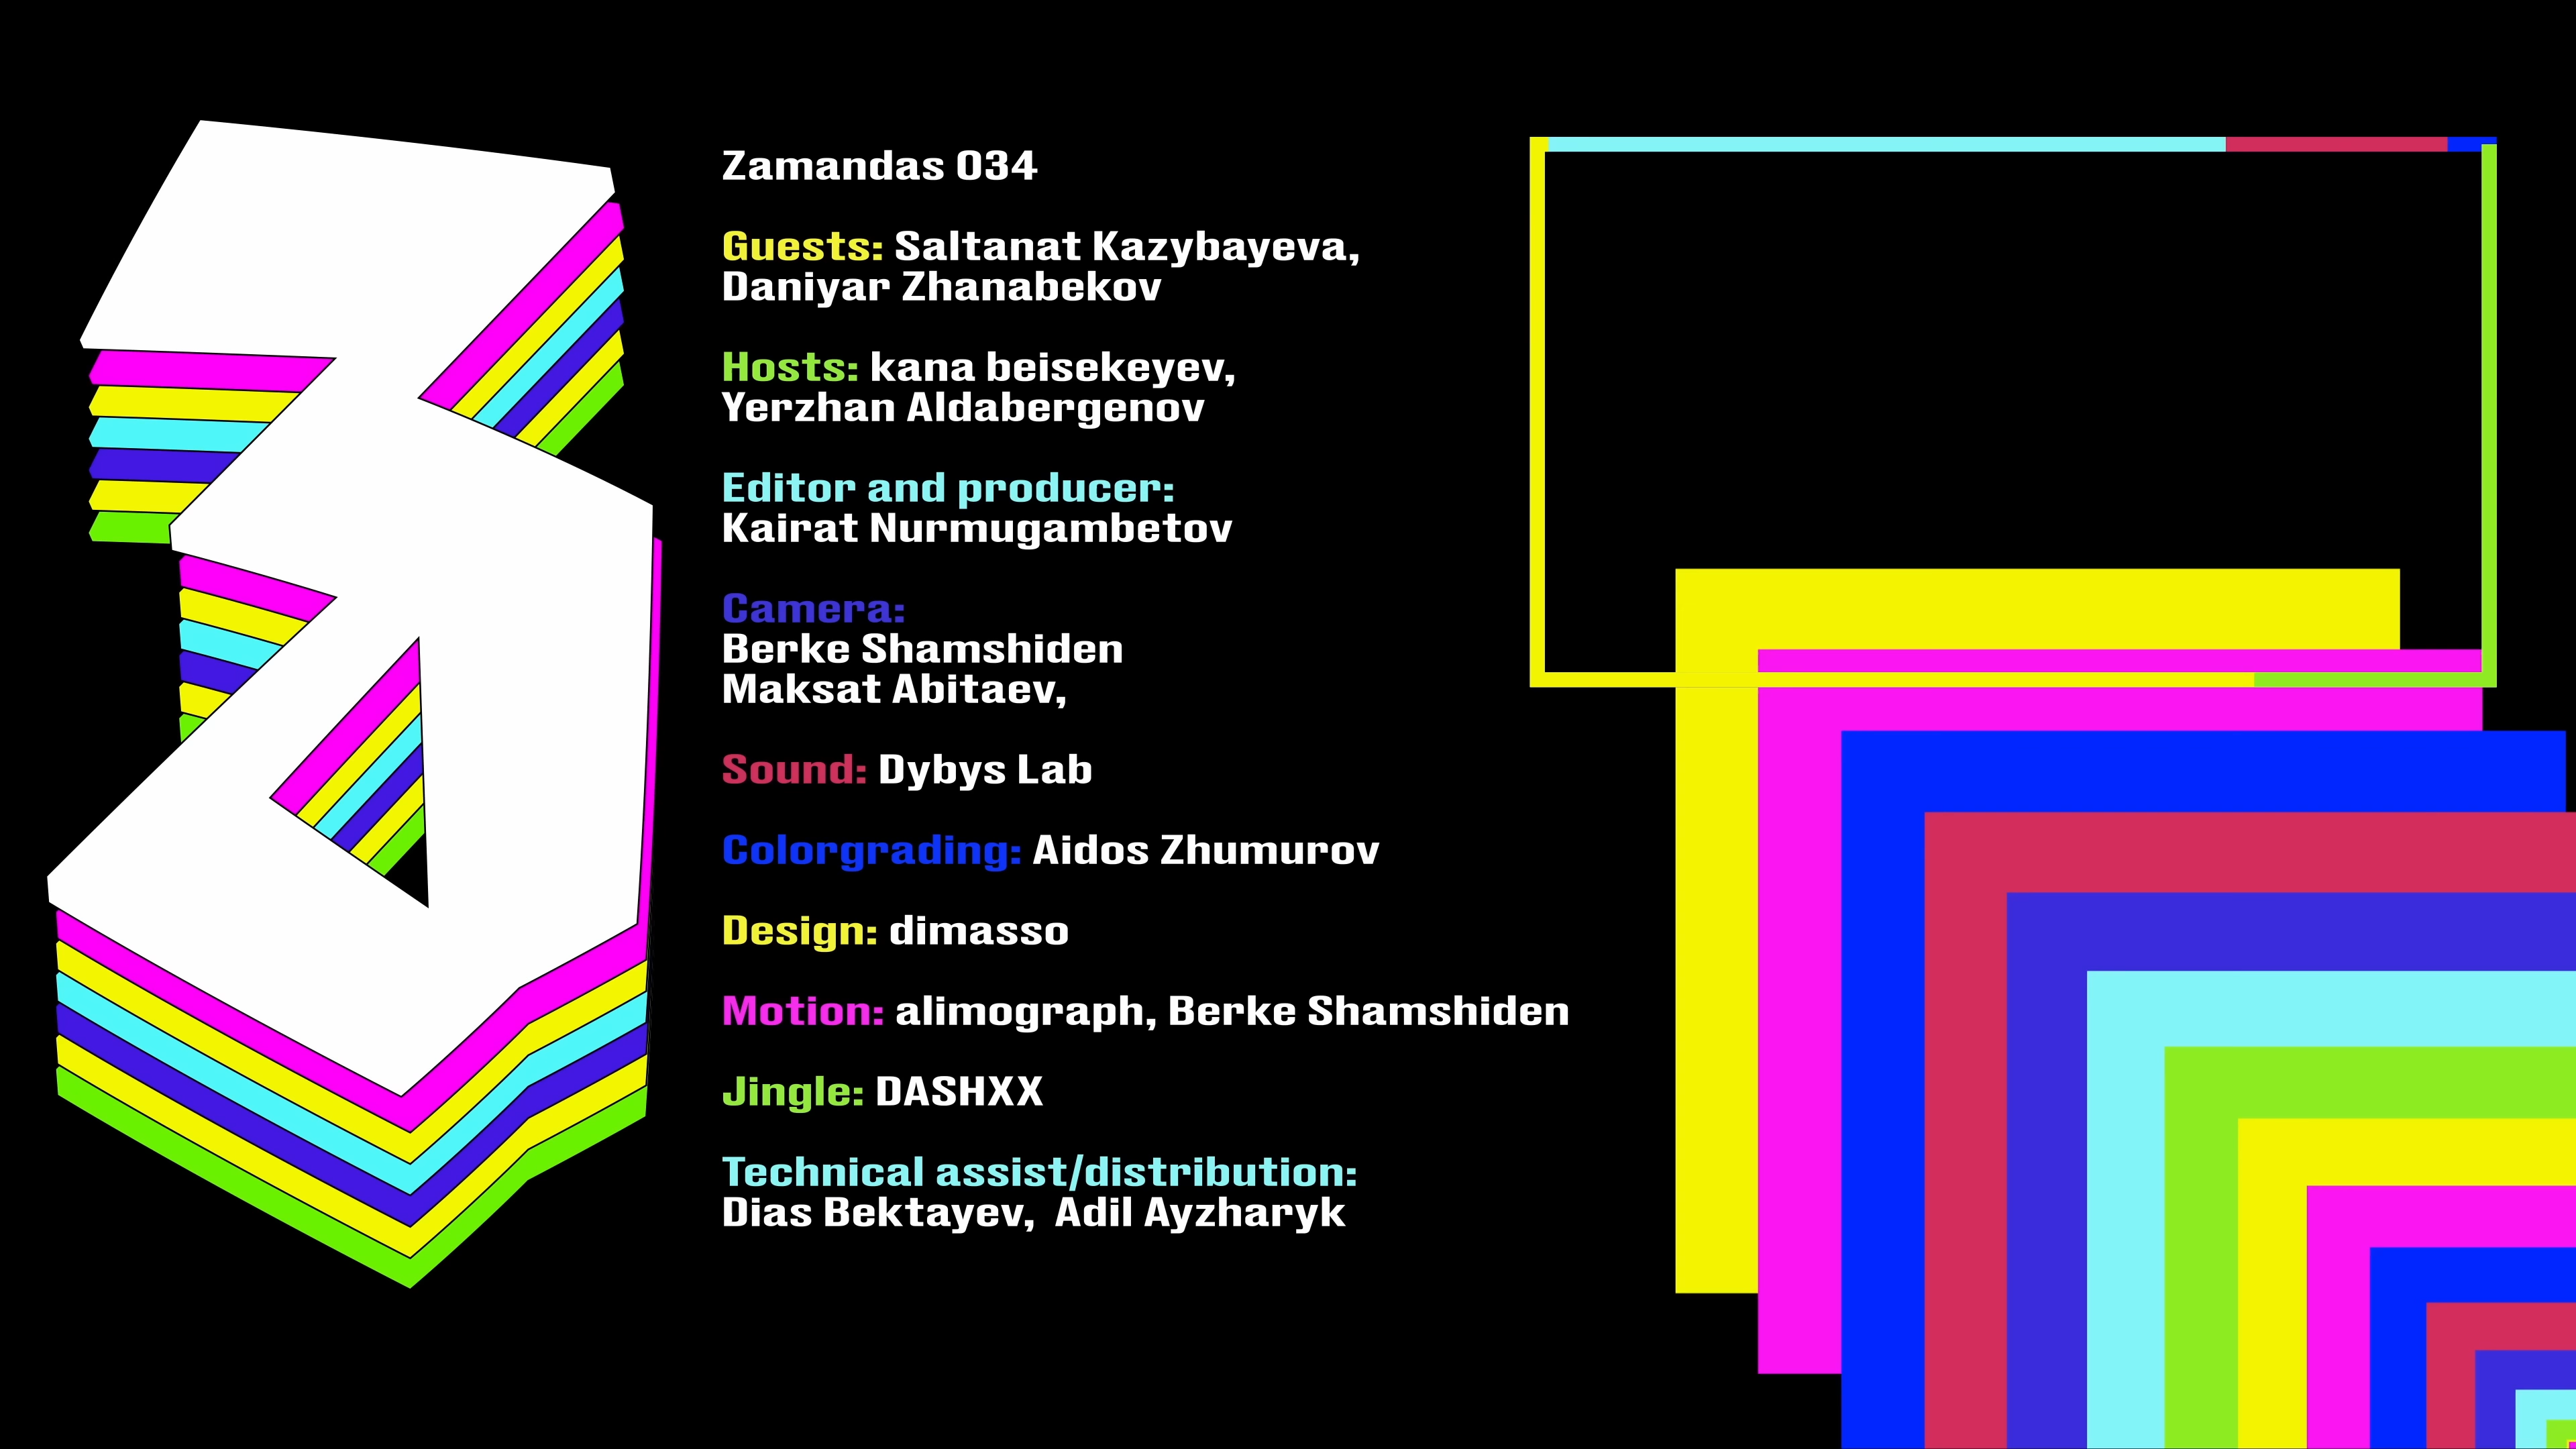 Zamandas 034
Guests: Saltanat Kazybayeva,
Daniyar Zhanabekov
Hosts: kana beisekeyev,
Yerzhan Aldabergenov
Editor and producer:
Kairat Nurmugambetov
Camera:
Berke Shamshiden
Maksat Abitaev,
Sound: Dybys Lab
Colorgrading: Aidos Zhumurov
Design: dimasso
Motion: alimograph, Berke Shamshiden
Jingle: DASHXX
Technical assist/distribution:
Dias Bektayev,  Adil Ayzharyk